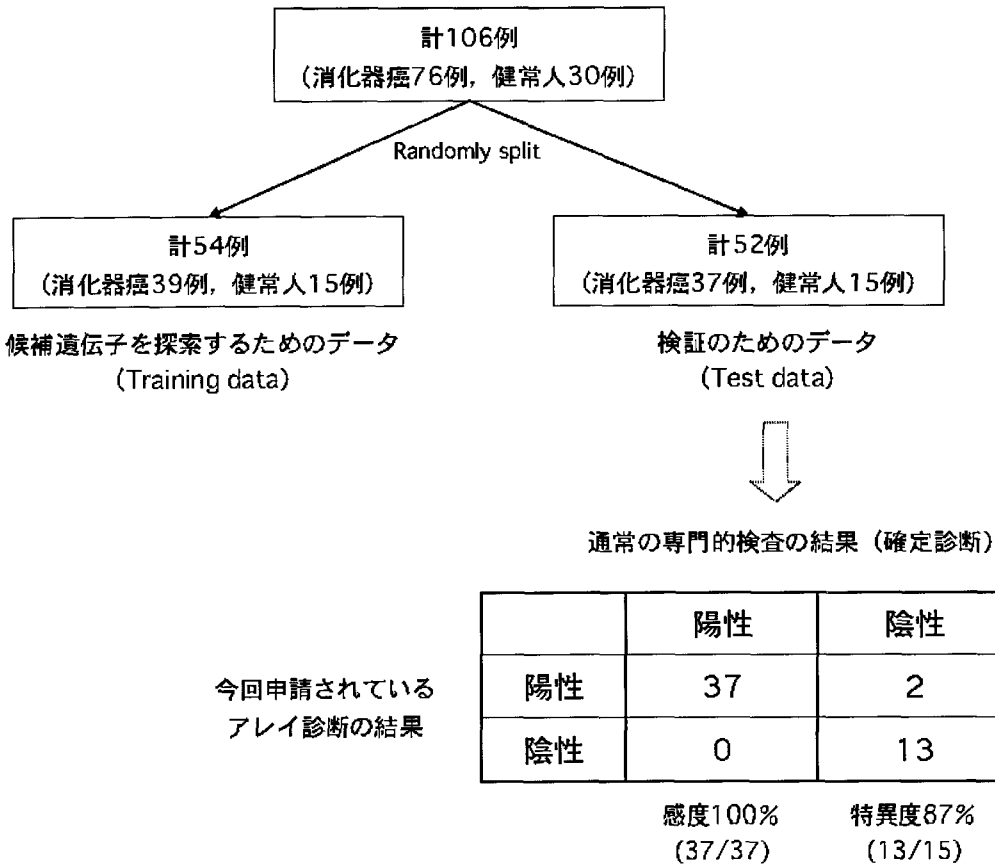 計106例
（消化器癌76例，健常人30例）
Randomly split
計54例
（消化器癌39例，健常人15例）
計52例
（消化器癌37例，健常人15例）
候補遺伝子を探索するためのデータ
（Training data）
検証のためのデータ
（Test data）
通常の専門的検査の結果（確定診断）
陽性 陰性
今回申請されている
アレイ診断の結果
陽性 37 2
陰性 0 13
感度100% 特異度87%
(37/37) (13/15)